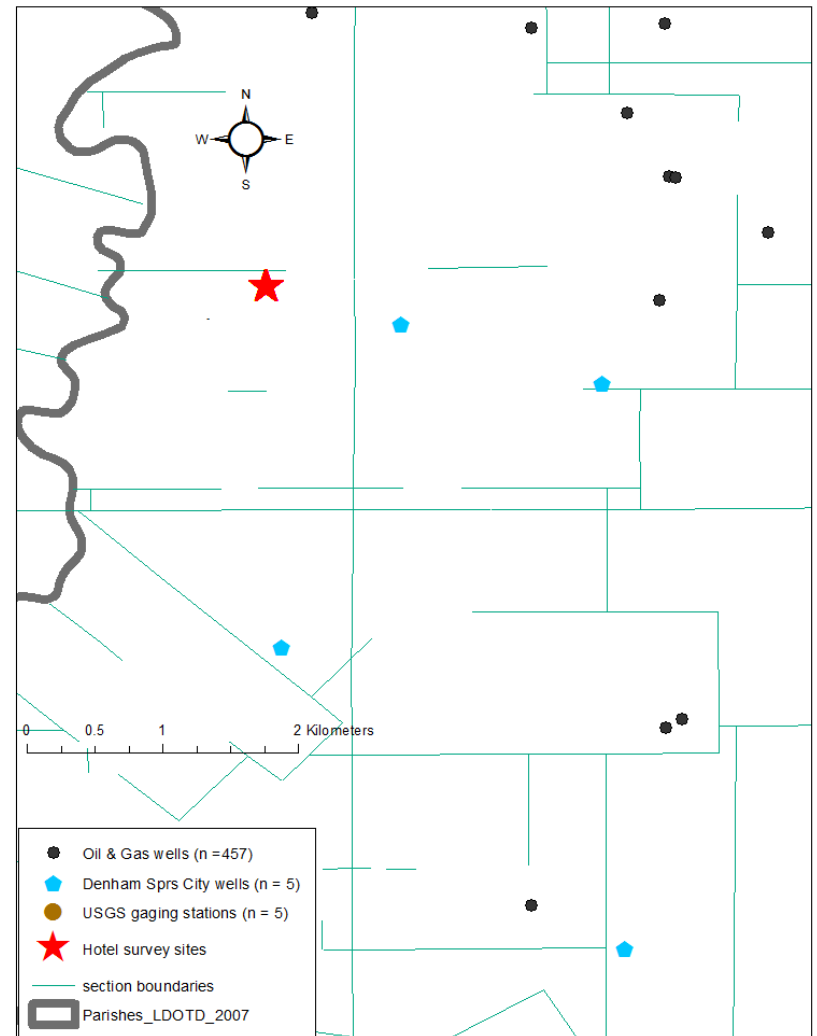 N
W E
S
0 0.5 1 2 Kilometers
Oil & Gas wells (n =457)
Denham Sprs City wells (n = 5)
USGS gaging stations (n = 5)
Hotel survey sites
section boundaries
Parishes_LDOTD_2007